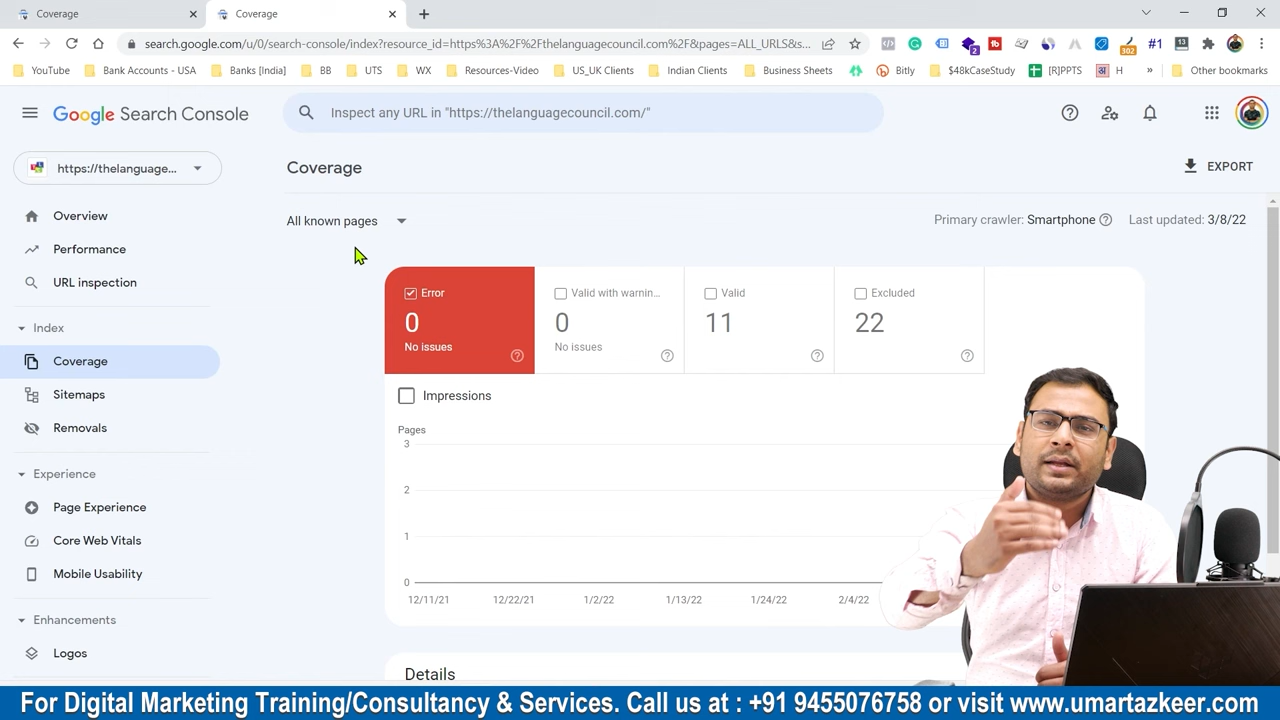 Coverage
Coverage
search.google.com/u/0/search-console/index?resource_id=https%3A%2F%2Fthelanguagecouncil.com%2F&pages=ALL_URLS&s...
302
13
#1
2
YouTube
Bank Accounts - USA
Banks [India]
BP
UTS
WX
Resources-Video
US_UK Clients
Indian Clients
Business Sheets
Bitly
$48kCaseStudy
[R]PPTS
H
»
Other bookmarks
Google Search Console
Inspect any URL in "https://thelanguagecouncil.com/"
https://thelanguage...
Coverage
EXPORT
Overview
Performance
URL inspection
Index
Coverage
Sitemaps
Removals
Experience
Page Experience
Core Web Vitals
Mobile Usability
Enhancements
Logos
All known pages
Primary crawler: Smartphone
Last updated: 3/8/22
Error
0
No issues
Valid with warnin...
0
No issues
Valid
11
Excluded
22
Impressions
Pages
3
2
1
0
12/11/21
12/22/21
1/2/22
1/13/22
1/24/22
2/4/22
Details
For Digital Marketing Training/Consultancy & Services. Call us at : +91 9455076758 or visit www.umartazkeer.com